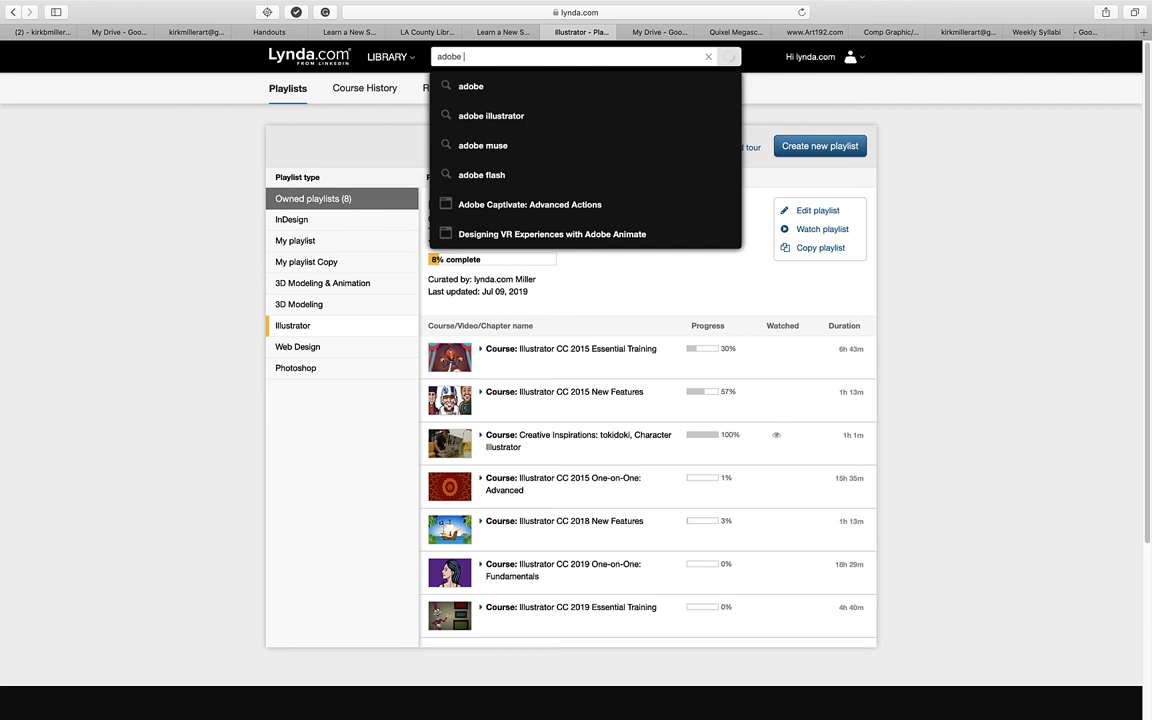 lynda.com
(2) - kirkbmiller...
My Drive - Goo...
kirkmillerart@g...
Handouts
Learn a New S...
LA County Libr...
Learn a New S...
Illustrator - Pla...
My Drive - Goo...
Quixel Megasc...
www.Art192.com
Comp Graphic/...
kirkmillerart@g...
Weekly Syllabi
- Goo...
Lynda.com
FROM LINKEDIN
LIBRARY
adobe
Hi lynda.com
Playlists
Course History
R
adobe
adobe illustrator
adobe muse
adobe flash
Adobe Captivate: Advanced Actions
Designing VR Experiences with Adobe Animate
d tour
Create new playlist
Playlist type
Owned playlists (8)
InDesign
My playlist
My playlist Copy
3D Modeling & Animation
3D Modeling
Illustrator
Web Design
Photoshop
Edit playlist
Watch playlist
Copy playlist
8% complete
Curated by: lynda.com Miller
Last updated: Jul 09, 2019
Course/Video/Chapter name Progress Watched Duration
Course: Illustrator CC 2015 Essential Training 30% 6h 43m
Course: Illustrator CC 2015 New Features 57% 1h 13m
Course: Creative Inspirations: tokidoki, Character 100% 1h 1m
Illustrator
Course: Illustrator CC 2015 One-on-One: 1% 15h 35m
Advanced
Course: Illustrator CC 2018 New Features 3% 1h 13m
Course: Illustrator CC 2019 One-on-One: 0% 18h 29m
Fundamentals
Course: Illustrator CC 2019 Essential Training 0% 4h 40m